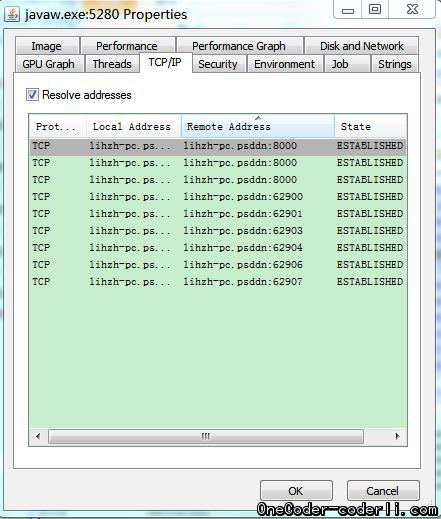 javaw.exe:5280 Properties
Image Performance Performance Graph Disk and Network
GPU Graph Threads TCP/IP Security Environment Job Strings
Resolve addresses
Prot... Local Address Remote Address State
TCP lihzh-pc.ps... lihzh-pc.psddn:8000 ESTABLISHED
TCP lihzh-pc.ps... lihzh-pc.psddn:8000 ESTABLISHED
TCP lihzh-pc.ps... lihzh-pc.psddn:8000 ESTABLISHED
TCP lihzh-pc.ps... lihzh-pc.psddn:62900 ESTABLISHED
TCP lihzh-pc.ps... lihzh-pc.psddn:62901 ESTABLISHED
TCP lihzh-pc.ps... lihzh-pc.psddn:62903 ESTABLISHED
TCP lihzh-pc.ps... lihzh-pc.psddn:62904 ESTABLISHED
TCP lihzh-pc.ps... lihzh-pc.psddn:62906 ESTABLISHED
TCP lihzh-pc.ps... lihzh-pc.psddn:62907 ESTABLISHED
OK Cancel
OneCoder-coderli.com